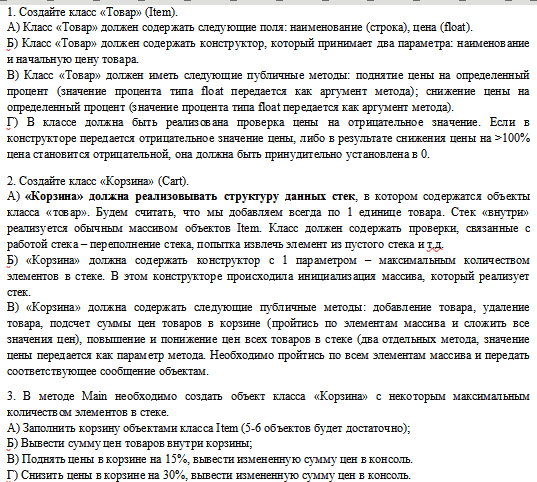 1. Создайте класс «Товар» (Item).
А) Класс «Товар» должен содержать следующие поля: наименование (строка), цена (float).
Б) Класс «Товар» должен содержать конструктор, который принимает два параметра: наименование
и начальную цену товара.
В) Класс «Товар» должен иметь следующие публичные методы: поднятие цены на определенный
процент (значение процента типа float передается как аргумент метода); снижение цены на
определенный процент (значение процента типа float передается как аргумент метода).
Г) В классе должна быть реализована проверка цены на отрицательное значение. Если в
конструкторе передается отрицательное значение цены, либо в результате снижения цены на >100%
цена становится отрицательной, она должна быть принудительно установлена в 0.
2. Создайте класс «Корзина» (Cart).
А) «Корзина» должна реализовывать структуру данных стек, в котором содержатся объекты
класса «товар». Будем считать, что мы добавляем всегда по 1 единице товара. Стек «внутри»
реализуется обычным массивом объектов Item. Класс должен содержать проверки, связанные с
работой стека – переполнение стека, попытка извлечь элемент из пустого стека и т.д.
Б) «Корзина» должна содержать конструктор с 1 параметром – максимальным количеством
элементов в стеке. В этом конструкторе происходила инициализация массива, который реализует
стек.
В) «Корзина» должна содержать следующие публичные методы: добавление товара, удаление
товара, подсчет суммы цен товаров в корзине (пройтись по элементам массива и сложить все
значения цен), повышение и понижение цен всех товаров в стеке (два отдельных метода, значение
цены передается как параметр метода. Необходимо пройтись по всем элементам массива и передать
соответствующее сообщение объектам.
3. В методе Main необходимо создать объект класса «Корзина» с некоторым максимальным
количеством элементов в стеке.
А) Заполнить корзину объектами класса Item (5-6 объектов будет достаточно);
Б) Вывести сумму цен товаров внутри корзины;
В) Поднять цены в корзине на 15%, вывести измененную сумму цен в консоль.
Г) Снизить цены в корзине на 30%, вывести измененную сумму цен в консоль.